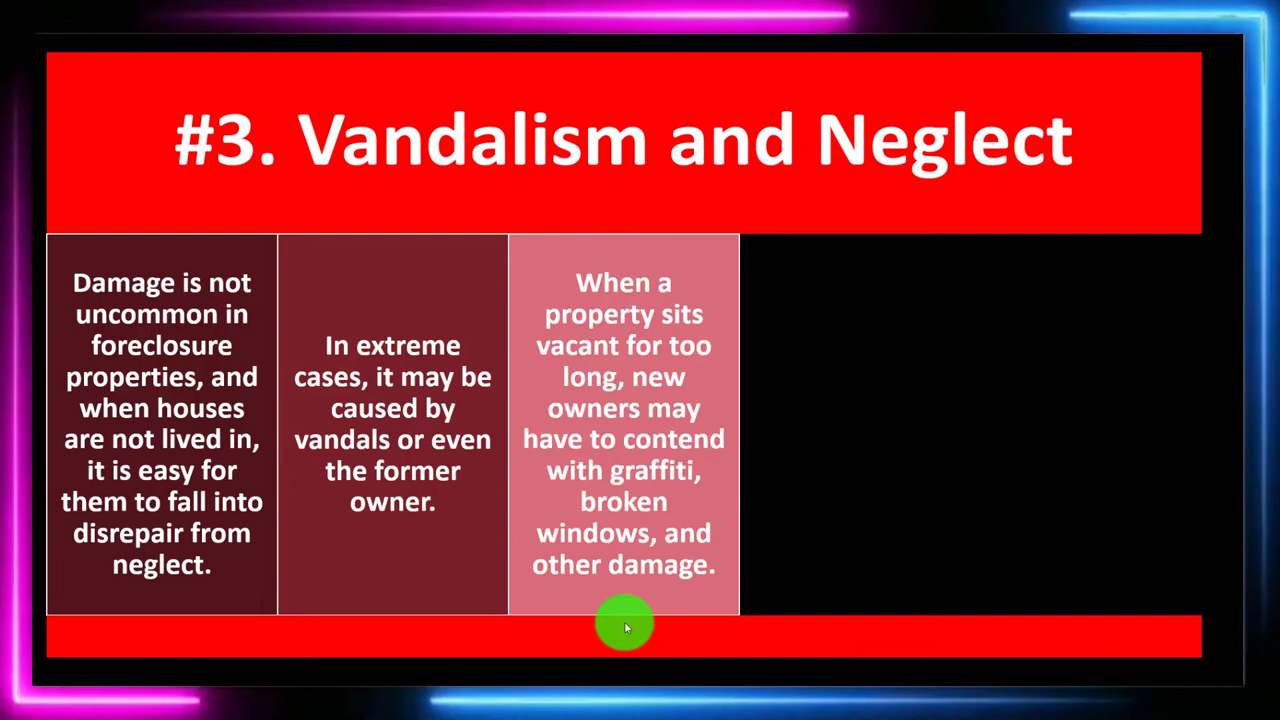 #3. Vandalism and Neglect
Damage is not
uncommon in
foreclosure
properties, and
when houses
are not lived in,
it is easy for
them to fall into
disrepair from
neglect.
In extreme
cases, it may be
caused by
vandals or even
the former
owner.
When a
property sits
vacant for too
long, new
owners may
have to contend
with graffiti,
broken
windows, and
other damage.